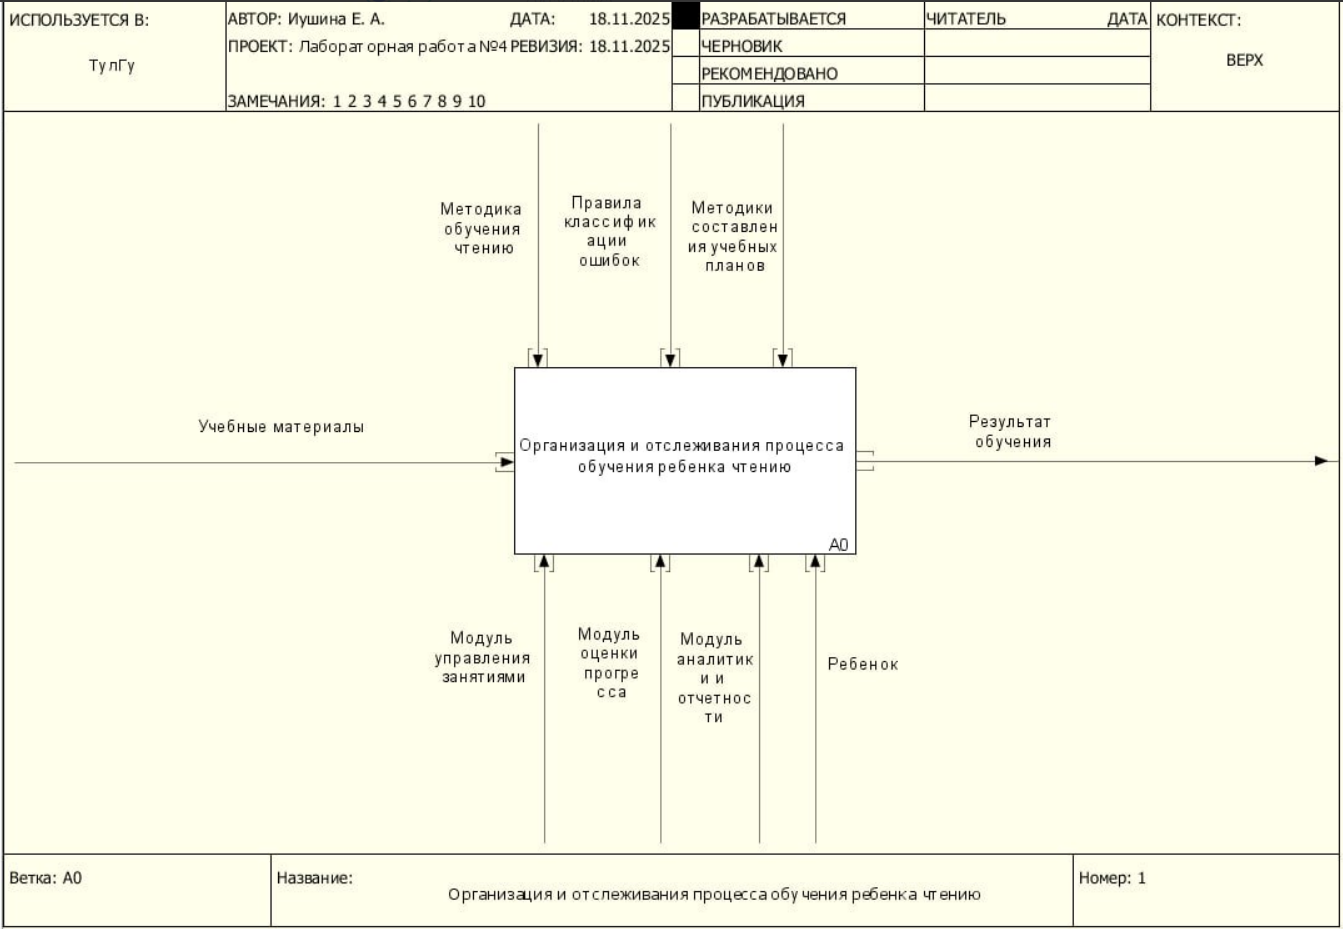 ИСПОЛЬЗУЕТСЯ В:
ТулГу
АВТОР: Иушина Е. А. ДАТА: 18.11.2025
ПРОЕКТ: Лабораторная работа №4 РЕВИЗИЯ: 18.11.2025
ЗАМЕЧАНИЯ: 1 2 3 4 5 6 7 8 9 10
РАЗРАБАТЫВАЕТСЯ
ЧЕРНОВИК
РЕКОМЕНДОВАНО
ПУБЛИКАЦИЯ
ЧИТАТЕЛЬ ДАТА
КОНТЕКСТ:
ВЕРХ
Методика
обучения
чтению
Правила
классифик
ации
ошибок
Методики
составлен
ия учебных
планов
Учебные материалы
Организация и отслеживания процесса
обучения ребенка чтению
A0
Результат
обучения
Модуль
управления
занятиями
Модуль
оценки
прогре
сса
Модуль
аналитик
и и
отчетнос
ти
Ребенок
Ветка: A0
Название:
Организация и отслеживания процесса обучения ребенка чтению
Номер: 1